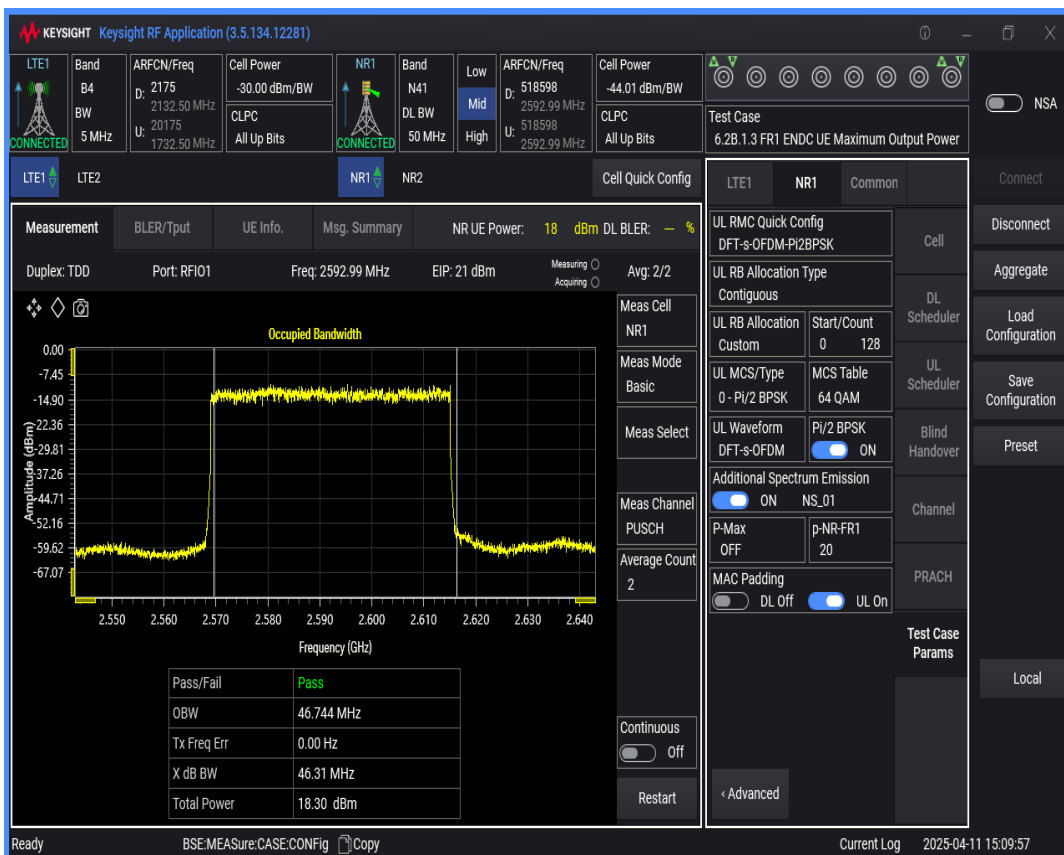 KEYSIGHT Keysight RF Application (3.5.134.12281)
LTE1
CONNECTED
Band
B4
BW
5 MHz
ARFCN/Freq
D: 2175
2132.50 MHz
U: 20175
1732.50 MHz
Cell Power
-30.00 dBm/BW
CLPC
All Up Bits
NR1
CONNECTED
Band
N41
DL BW
50 MHz
Low
Mid
High
ARFCN/Freq
D: 518598
2592.99 MHz
U: 518598
2592.99 MHz
Cell Power
-44.01 dBm/BW
CLPC
All Up Bits
Test Case
6.2B.1.3 FR1 ENDC UE Maximum Output Power
NSA
LTE1 LTE2 NR1 NR2 Cell Quick Config
Measurement BLER/Tput UE Info. Msg. Summary NR UE Power: 18 dBm DL BLER: — %
Duplex: TDD Port: RFIO1 Freq: 2592.99 MHz EIP: 21 dBm Measuring Avg: 2/2
Acquiring
Occupied Bandwidth
Amplitude (dBm)
0.00
-7.45
-14.90
-22.36
-29.81
-37.26
-44.71
-52.16
-59.62
-67.07
2.550 2.560 2.570 2.580 2.590 2.600 2.610 2.620 2.630 2.640
Frequency (GHz)
Pass/Fail Pass
OBW 46.744 MHz
Tx Freq Err 0.00 Hz
X dB BW 46.31 MHz
Total Power 18.30 dBm
Meas Cell
NR1
Meas Mode
Basic
Meas Select
Meas Channel
PUSCH
Average Count
2
Continuous
Off
Restart
LTE1 NR1 Common
UL RMC Quick Config
DFT-s-OFDM-Pi2BPSK
UL RB Allocation Type
Contiguous
UL RB Allocation Start/Count
Custom 0 128
UL MCS/Type MCS Table
0 - Pi/2 BPSK 64 QAM
UL Waveform Pi/2 BPSK
DFT-s-OFDM ON
Additional Spectrum Emission
ON NS_01
P-Max p-NR-FR1
OFF 20
MAC Padding
DL Off UL On
‹ Advanced
Cell
DL
Scheduler
UL
Scheduler
Blind
Handover
Channel
PRACH
Test Case
Params
Connect
Disconnect
Aggregate
Load
Configuration
Save
Configuration
Preset
Local
Ready BSE:MEASure:CASE:CONFig Copy Current Log 2025-04-11 15:09:57